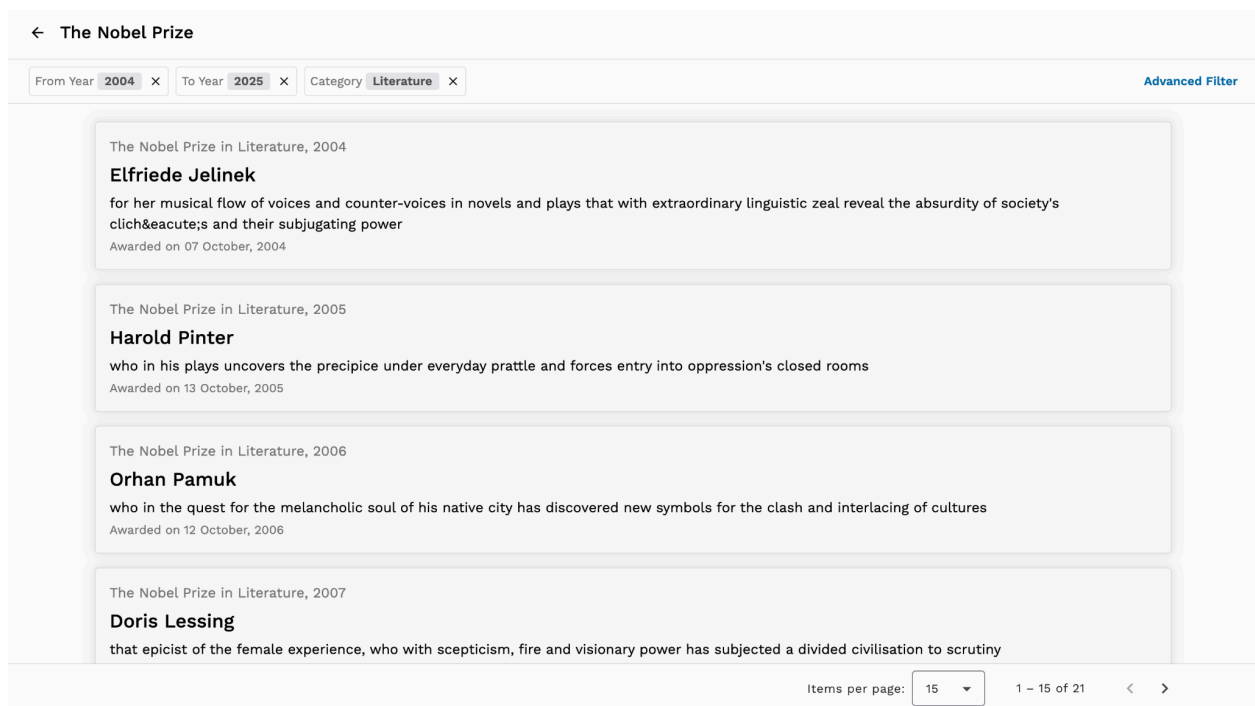 The Nobel Prize
From Year 2004 To Year 2025 Category Literature Advanced Filter
The Nobel Prize in Literature, 2004
Elfriede Jelinek
for her musical flow of voices and counter-voices in novels and plays that with extraordinary linguistic zeal reveal the absurdity of society's
clich&eacute;s and their subjugating power
Awarded on 07 October, 2004
The Nobel Prize in Literature, 2005
Harold Pinter
who in his plays uncovers the precipice under everyday prattle and forces entry into oppression's closed rooms
Awarded on 13 October, 2005
The Nobel Prize in Literature, 2006
Orhan Pamuk
who in the quest for the melancholic soul of his native city has discovered new symbols for the clash and interlacing of cultures
Awarded on 12 October, 2006
The Nobel Prize in Literature, 2007
Doris Lessing
that epicist of the female experience, who with scepticism, fire and visionary power has subjected a divided civilisation to scrutiny
Items per page: 15 1 – 15 of 21